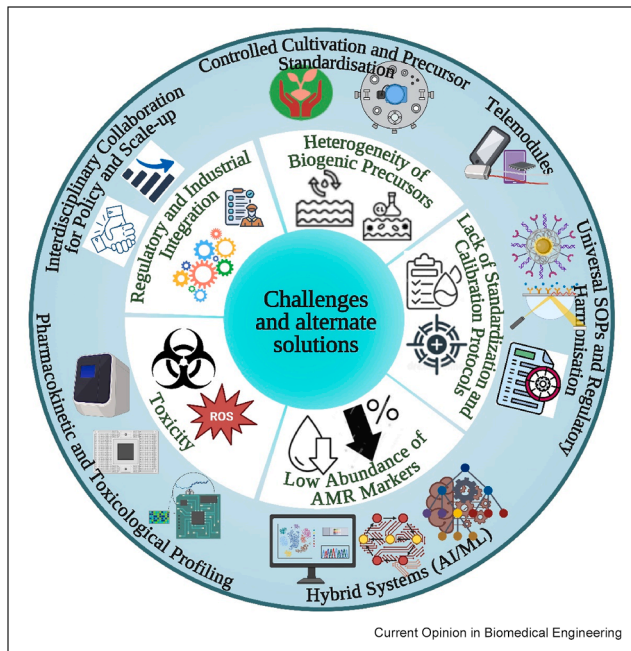 Controlled Cultivation and Precursor
Standardisation
Telemodules
Universal SOPs and Regulatory
Harmonisation
Hybrid Systems (AI/ML)
Pharmacokinetic and Toxicological Profiling
Interdisciplinary Collaboration
for Policy and Scale-up
Heterogeneity of
Biogenic Precursors
Lack of Standardization and
Calibration Protocols
Low Abundance of
AMR Markers
%
Toxicity
ROS
Regulatory and Industrial
Integration
Challenges
and alternate
solutions
Current Opinion in Biomedical Engineering